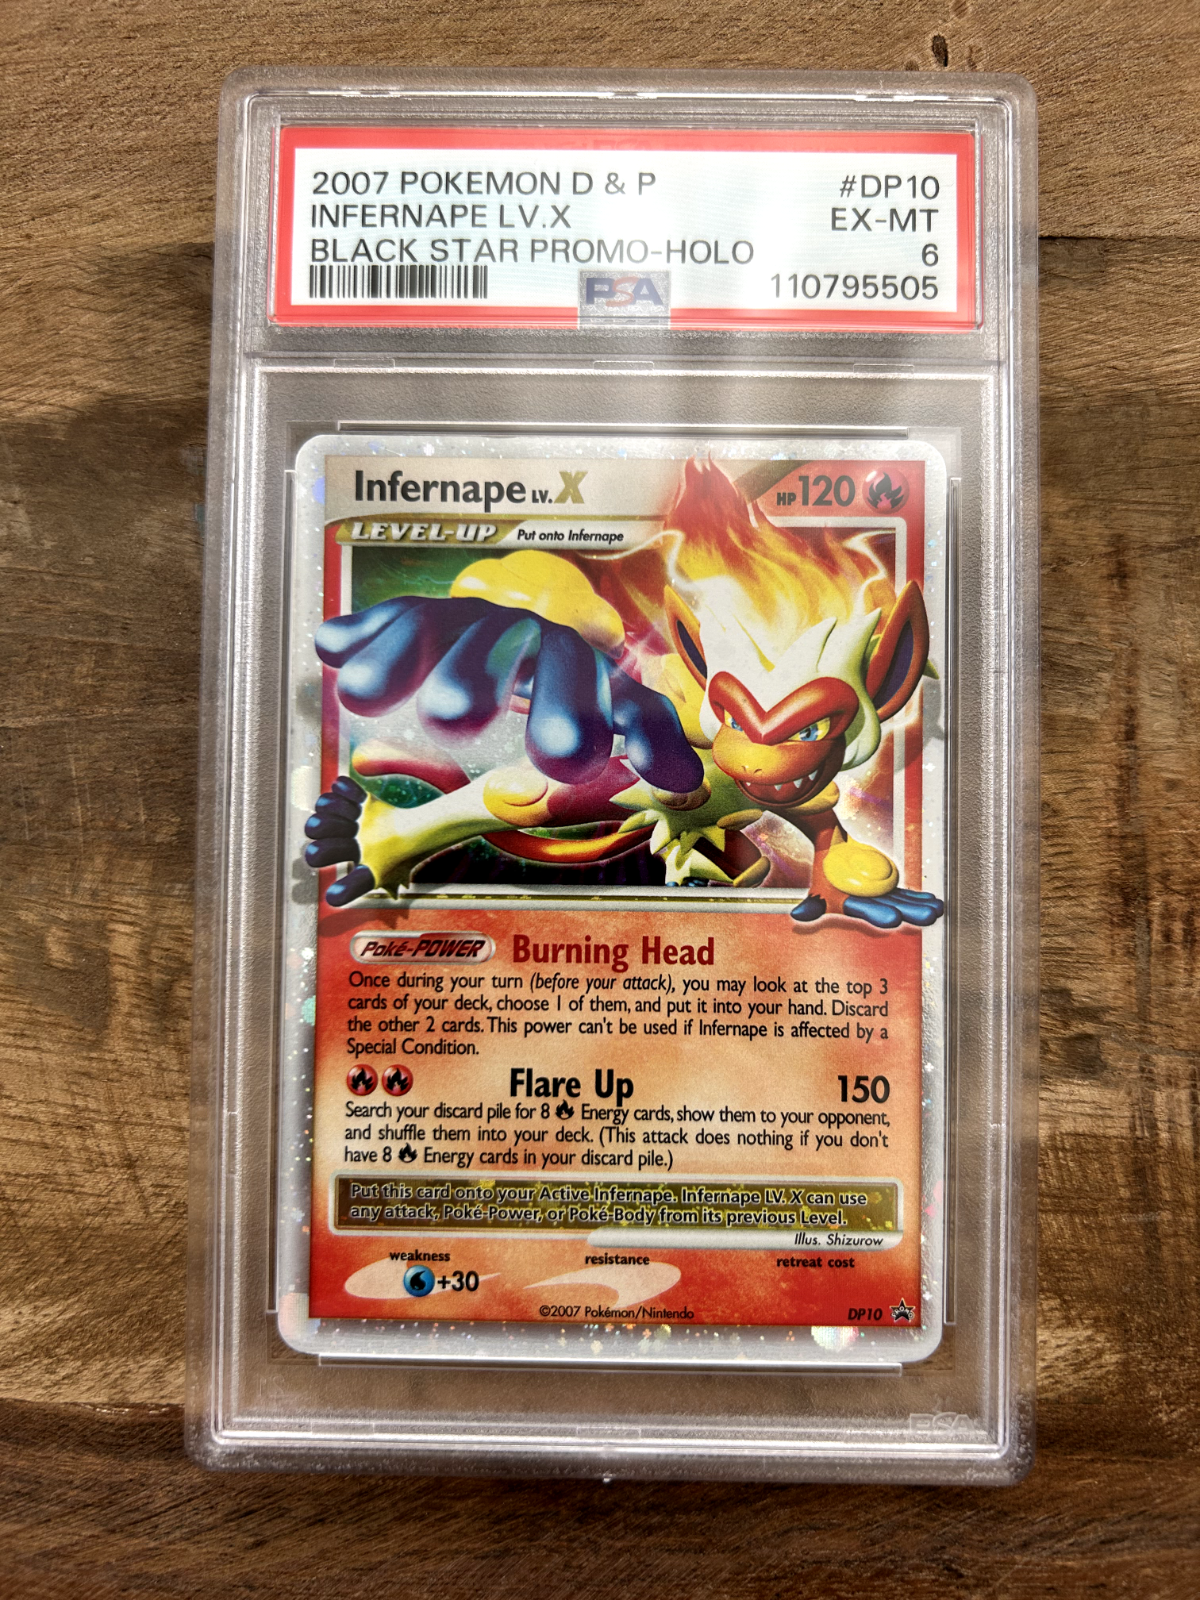 2007 POKEMON D & P #DP10
INFERNAPE LV.X EX-MT
BLACK STAR PROMO-HOLO 6
PSA 110795505
Infernape LV.X HP 120
LEVEL-UP Put onto Infernape
Poké-POWER Burning Head
Once during your turn (before your attack), you may look at the top 3
cards of your deck, choose 1 of them, and put it into your hand. Discard
the other 2 cards. This power can't be used if Infernape is affected by a
Special Condition.
Flare Up 150
Search your discard pile for 8 Energy cards, show them to your opponent,
and shuffle them into your deck. (This attack does nothing if you don't
have 8 Energy cards in your discard pile.)
Put this card onto your Active Infernape. Infernape LV. X can use
any attack, Poké-Power, or Poké-Body from its previous Level.
Illus. Shizurow
weakness resistance retreat cost
+30
©2007 Pokémon/Nintendo DP10 PROMO
PSA